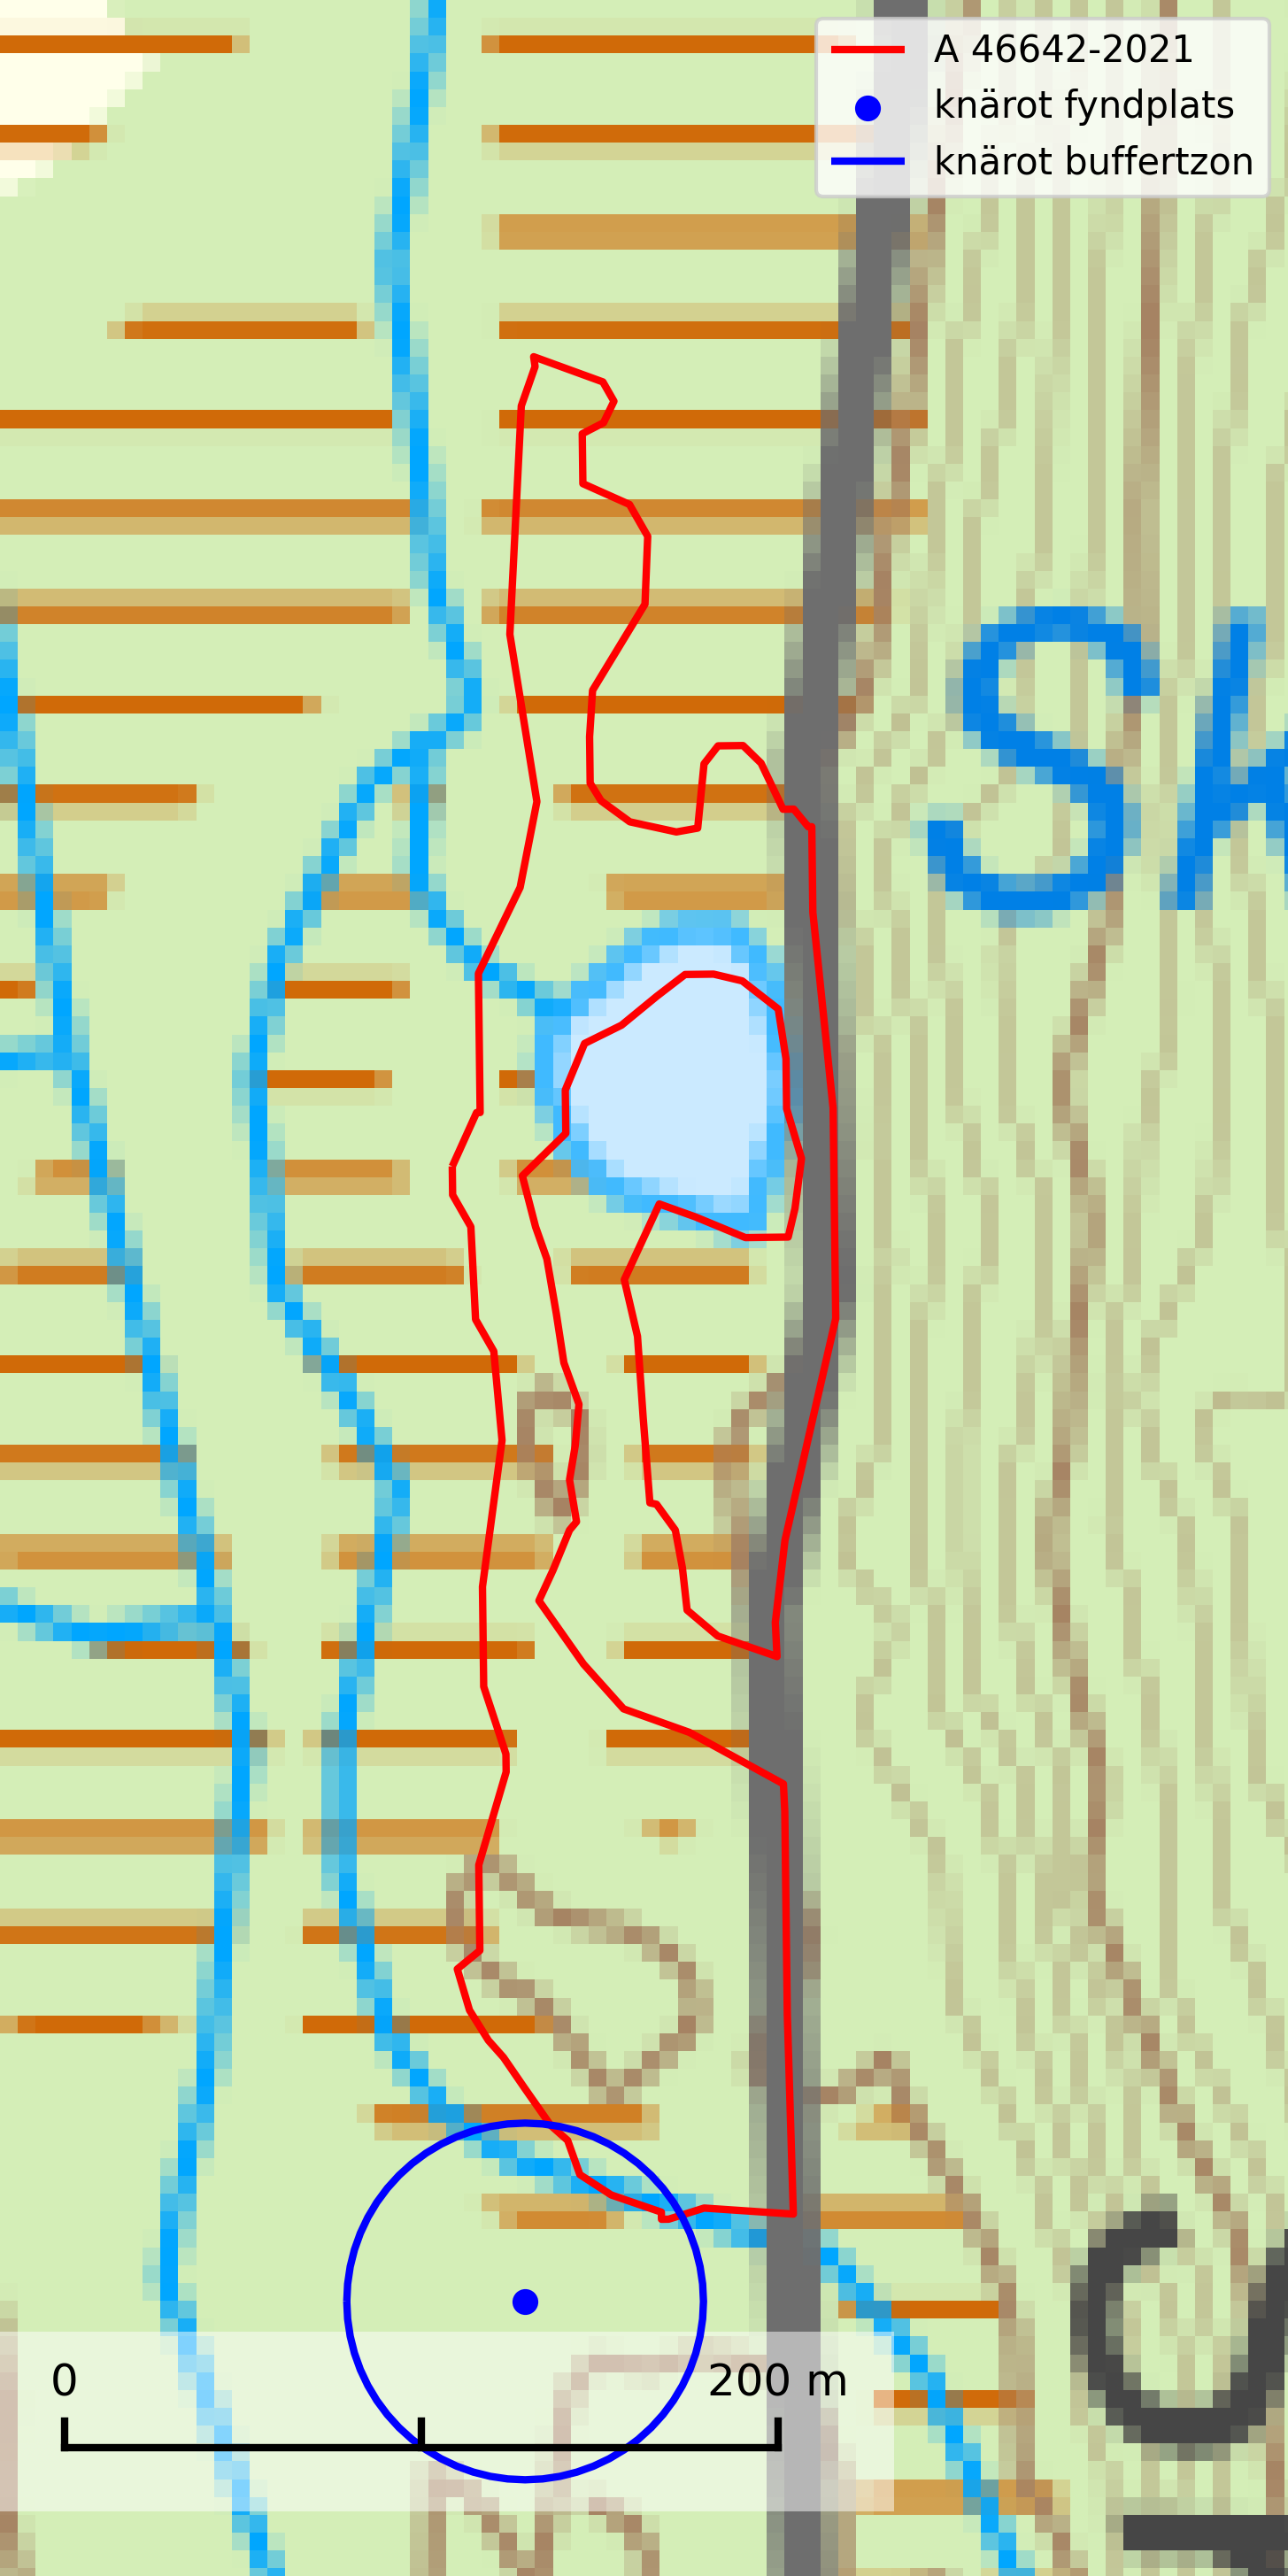 A 46642-2021
knärot fyndplats
knärot buffertzon
0
200 m